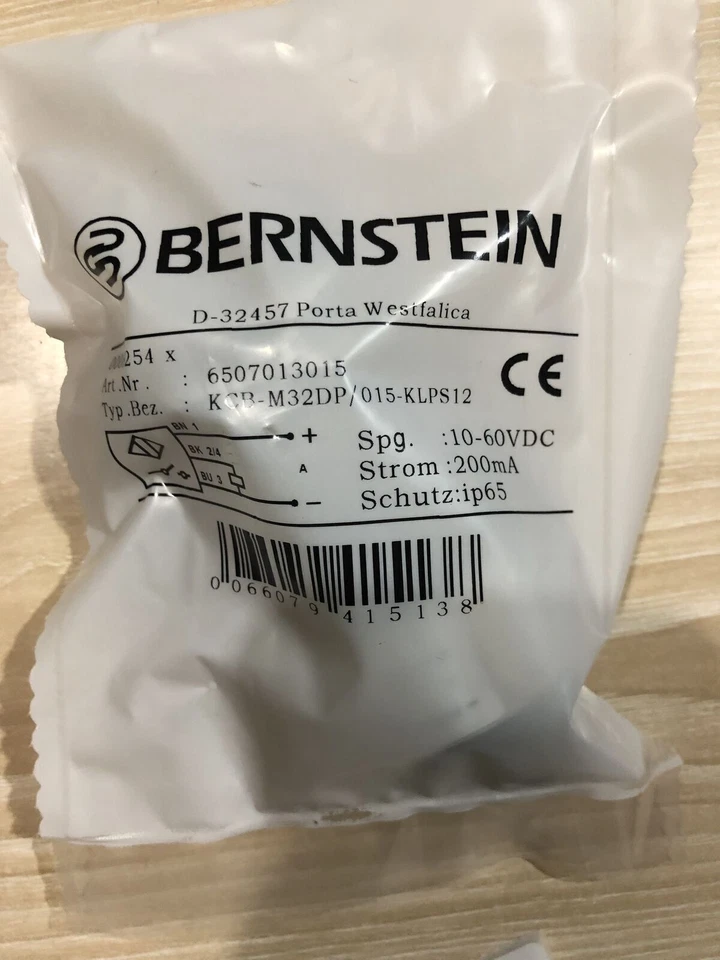 BERNSTEIN
D-32457 Porta Westfalica
254 x
Art.Nr. : 6507013015
Typ.Bez. : KCB-M32DP/015-KLPS12
CE
BN 1
+
BK 2/4
A
BU 3
-
Spg. :10-60VDC
Strom :200mA
Schutz:ip65
0 066079 415138